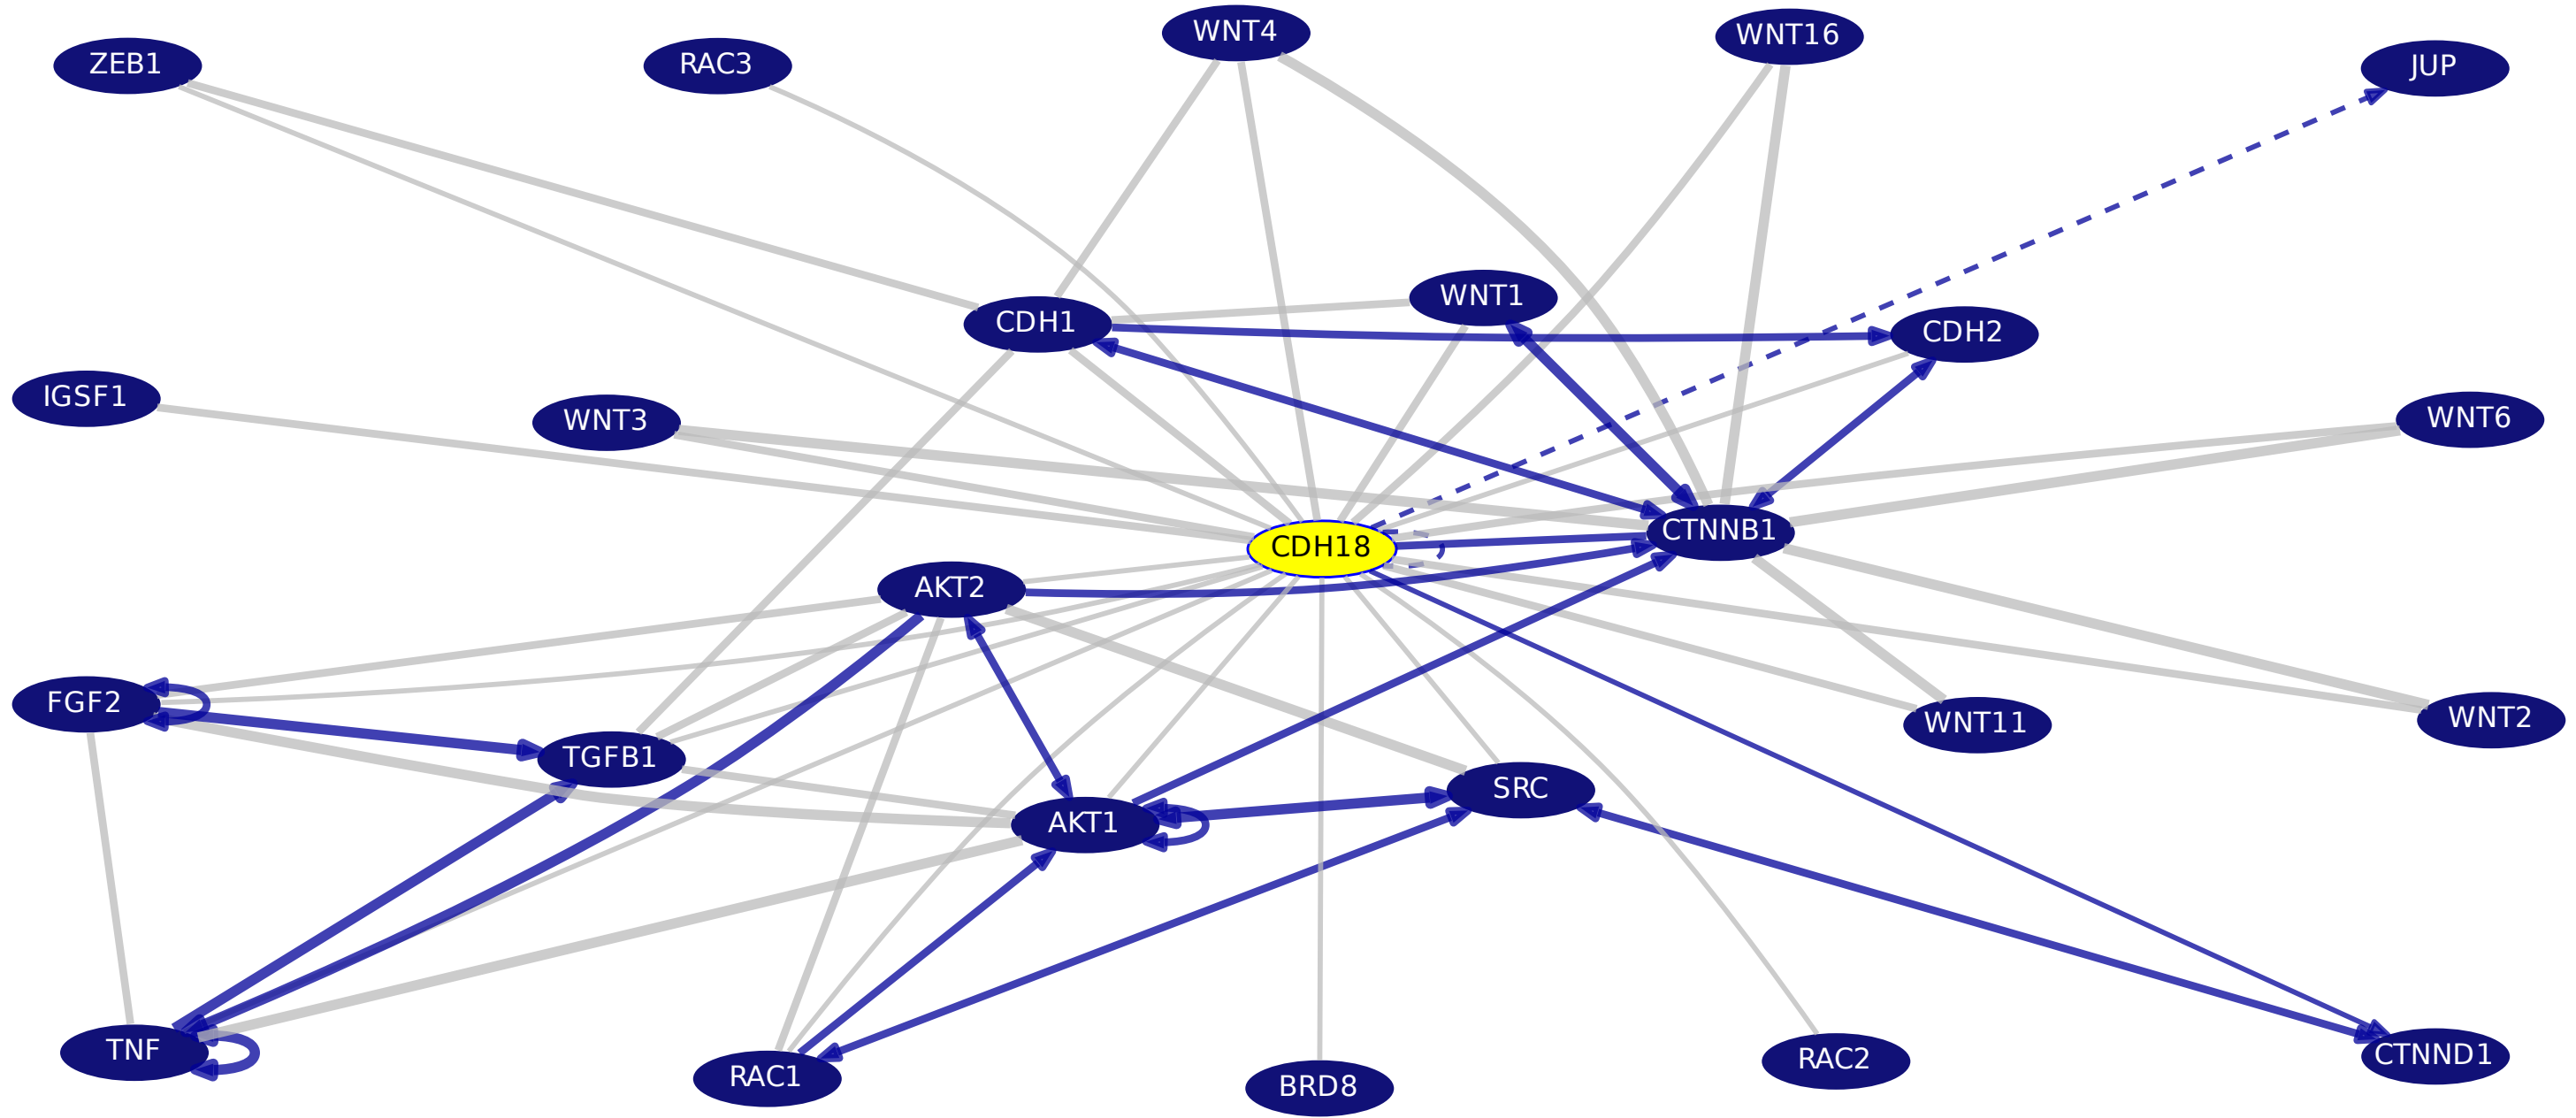 WNT4
WNT16
ZEB1
RAC3
JUP
WNT1
CDH1
CDH2
IGSF1
WNT3
WNT6
CTNNB1
CDH18
AKT2
FGF2
WNT11
WNT2
TGFB1
SRC
AKT1
TNF
RAC1
BRD8
RAC2
CTNND1